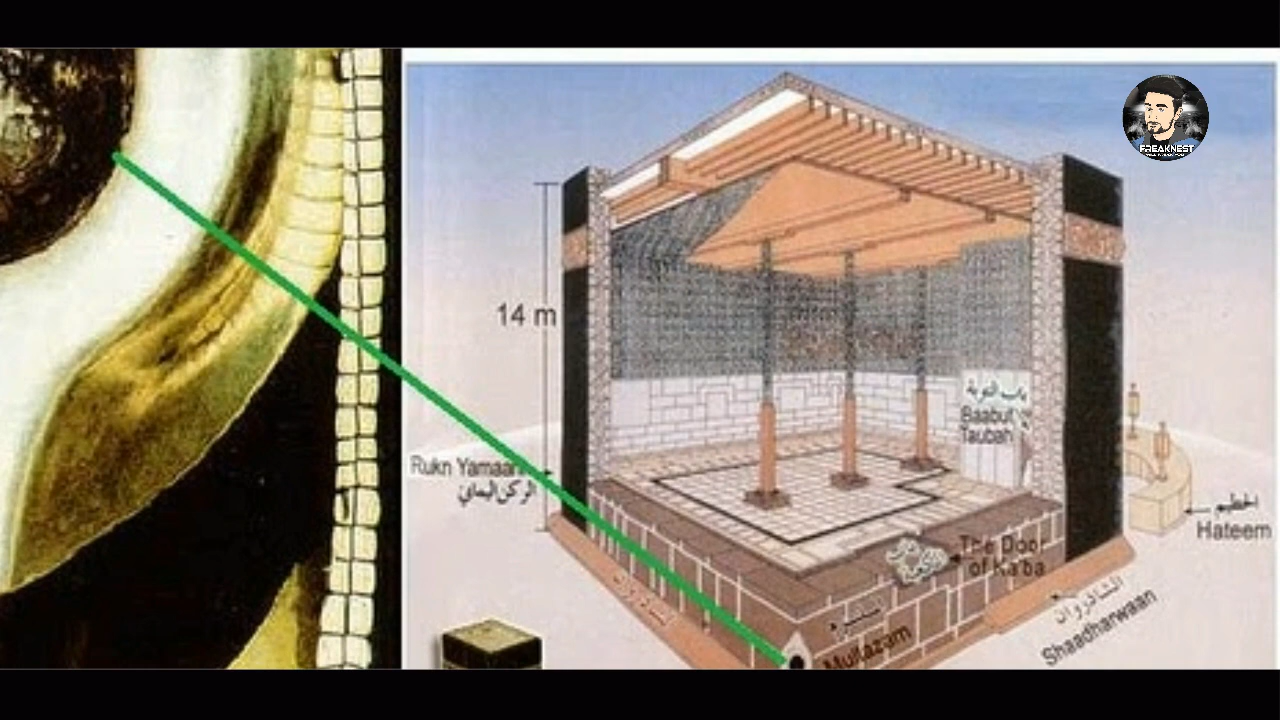 FREAKNEST
14 m
باب التوبة
Baabut
Taubah
Rukn Yamaani
الركن اليماني
الحطيم
Hateem
The Door
of Ka'ba
الشاذروان
Shaadharwaan
Multazam